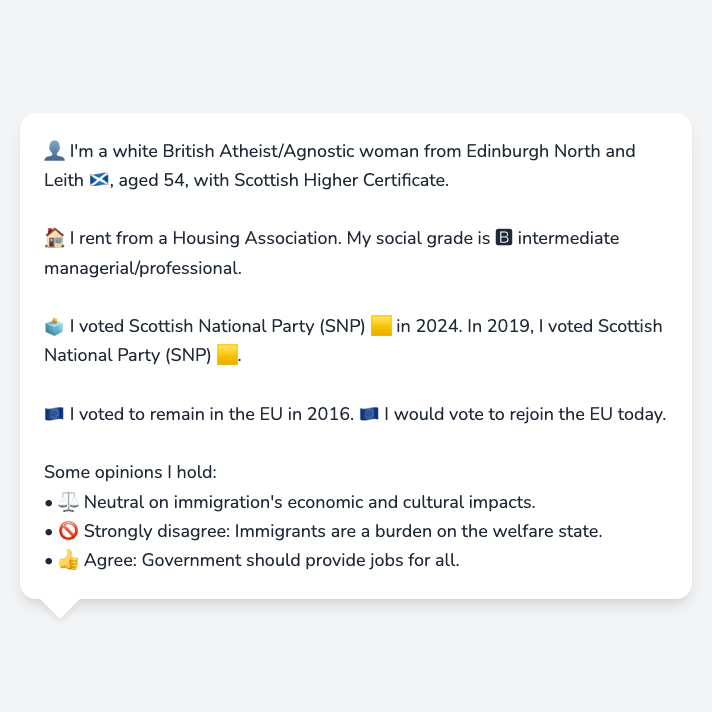 👤 I'm a white British Atheist/Agnostic woman from Edinburgh North and
Leith 🏴󠁧󠁢󠁳󠁣󠁴󠁿, aged 54, with Scottish Higher Certificate.
🏠 I rent from a Housing Association. My social grade is 🅱 intermediate
managerial/professional.
🗳️ I voted Scottish National Party (SNP) 🟨 in 2024. In 2019, I voted Scottish
National Party (SNP) 🟨.
🇪🇺 I voted to remain in the EU in 2016. 🇪🇺 I would vote to rejoin the EU today.
Some opinions I hold:
• ⚖️ Neutral on immigration's economic and cultural impacts.
• 🚫 Strongly disagree: Immigrants are a burden on the welfare state.
• 👍 Agree: Government should provide jobs for all.